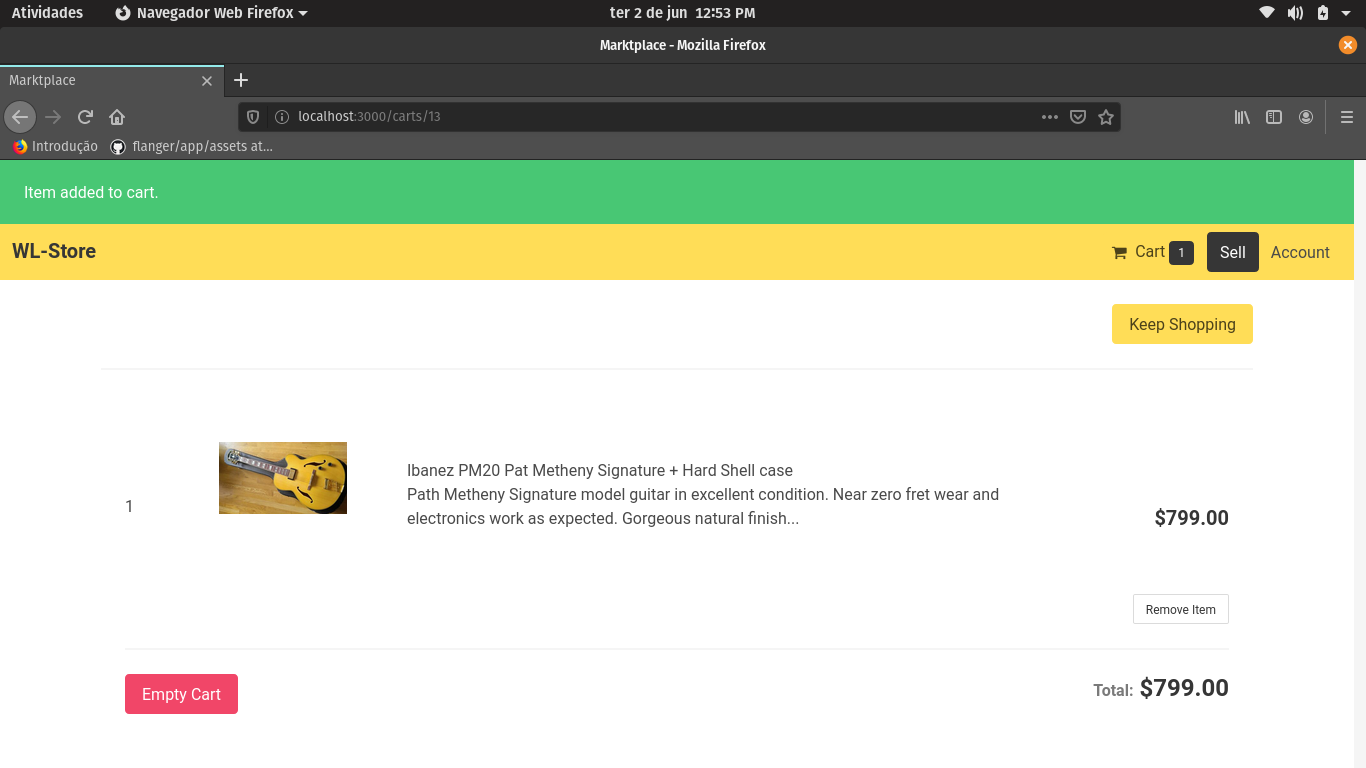 Atividades Navegador Web Firefox ter 2 de jun 12:53 PM
Marktplace - Mozilla Firefox
Marktplace
localhost:3000/carts/13
Introdução flanger/app/assets at...
Item added to cart.
WL-Store Cart 1 Sell Account
Keep Shopping
Ibanez PM20 Pat Metheny Signature + Hard Shell case
Path Metheny Signature model guitar in excellent condition. Near zero fret wear and
1
electronics work as expected. Gorgeous natural finish...
$799.00
Remove Item
Empty Cart Total: $799.00